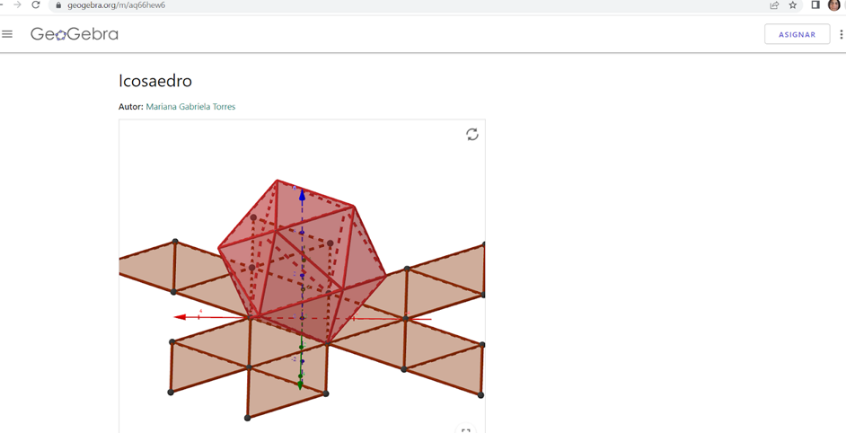 geogebra.org/m/aq66hew6
GeoGebra
ASIGNAR
Icosaedro
Autor: Mariana Gabriela Torres